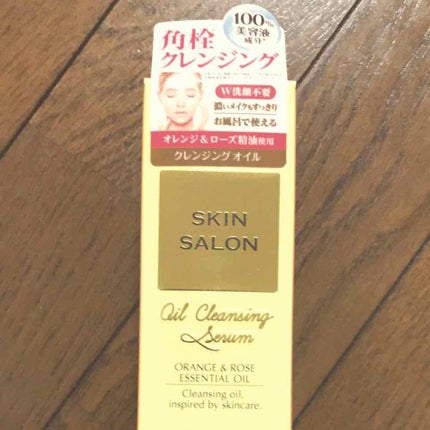 100%
美容液
成分*
角栓
クレンジング
W洗顔不要
濃いメイクもすっきり
お風呂で使える
オレンジ&ローズ精油使用
クレンジングオイル
SKIN
SALON
Oil Cleansing
Serum
ORANGE & ROSE
ESSENTIAL OIL
Cleansing oil,
inspired by skincare.